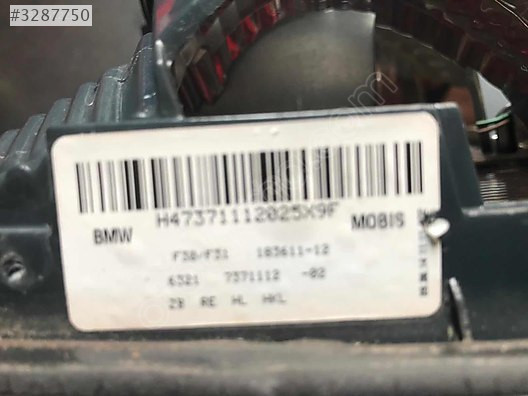 #3287750
H47371112025X9F
BMW MOBIS
F30/F31 183611-12
6321 7371112 -02
ZB RE HL HKL